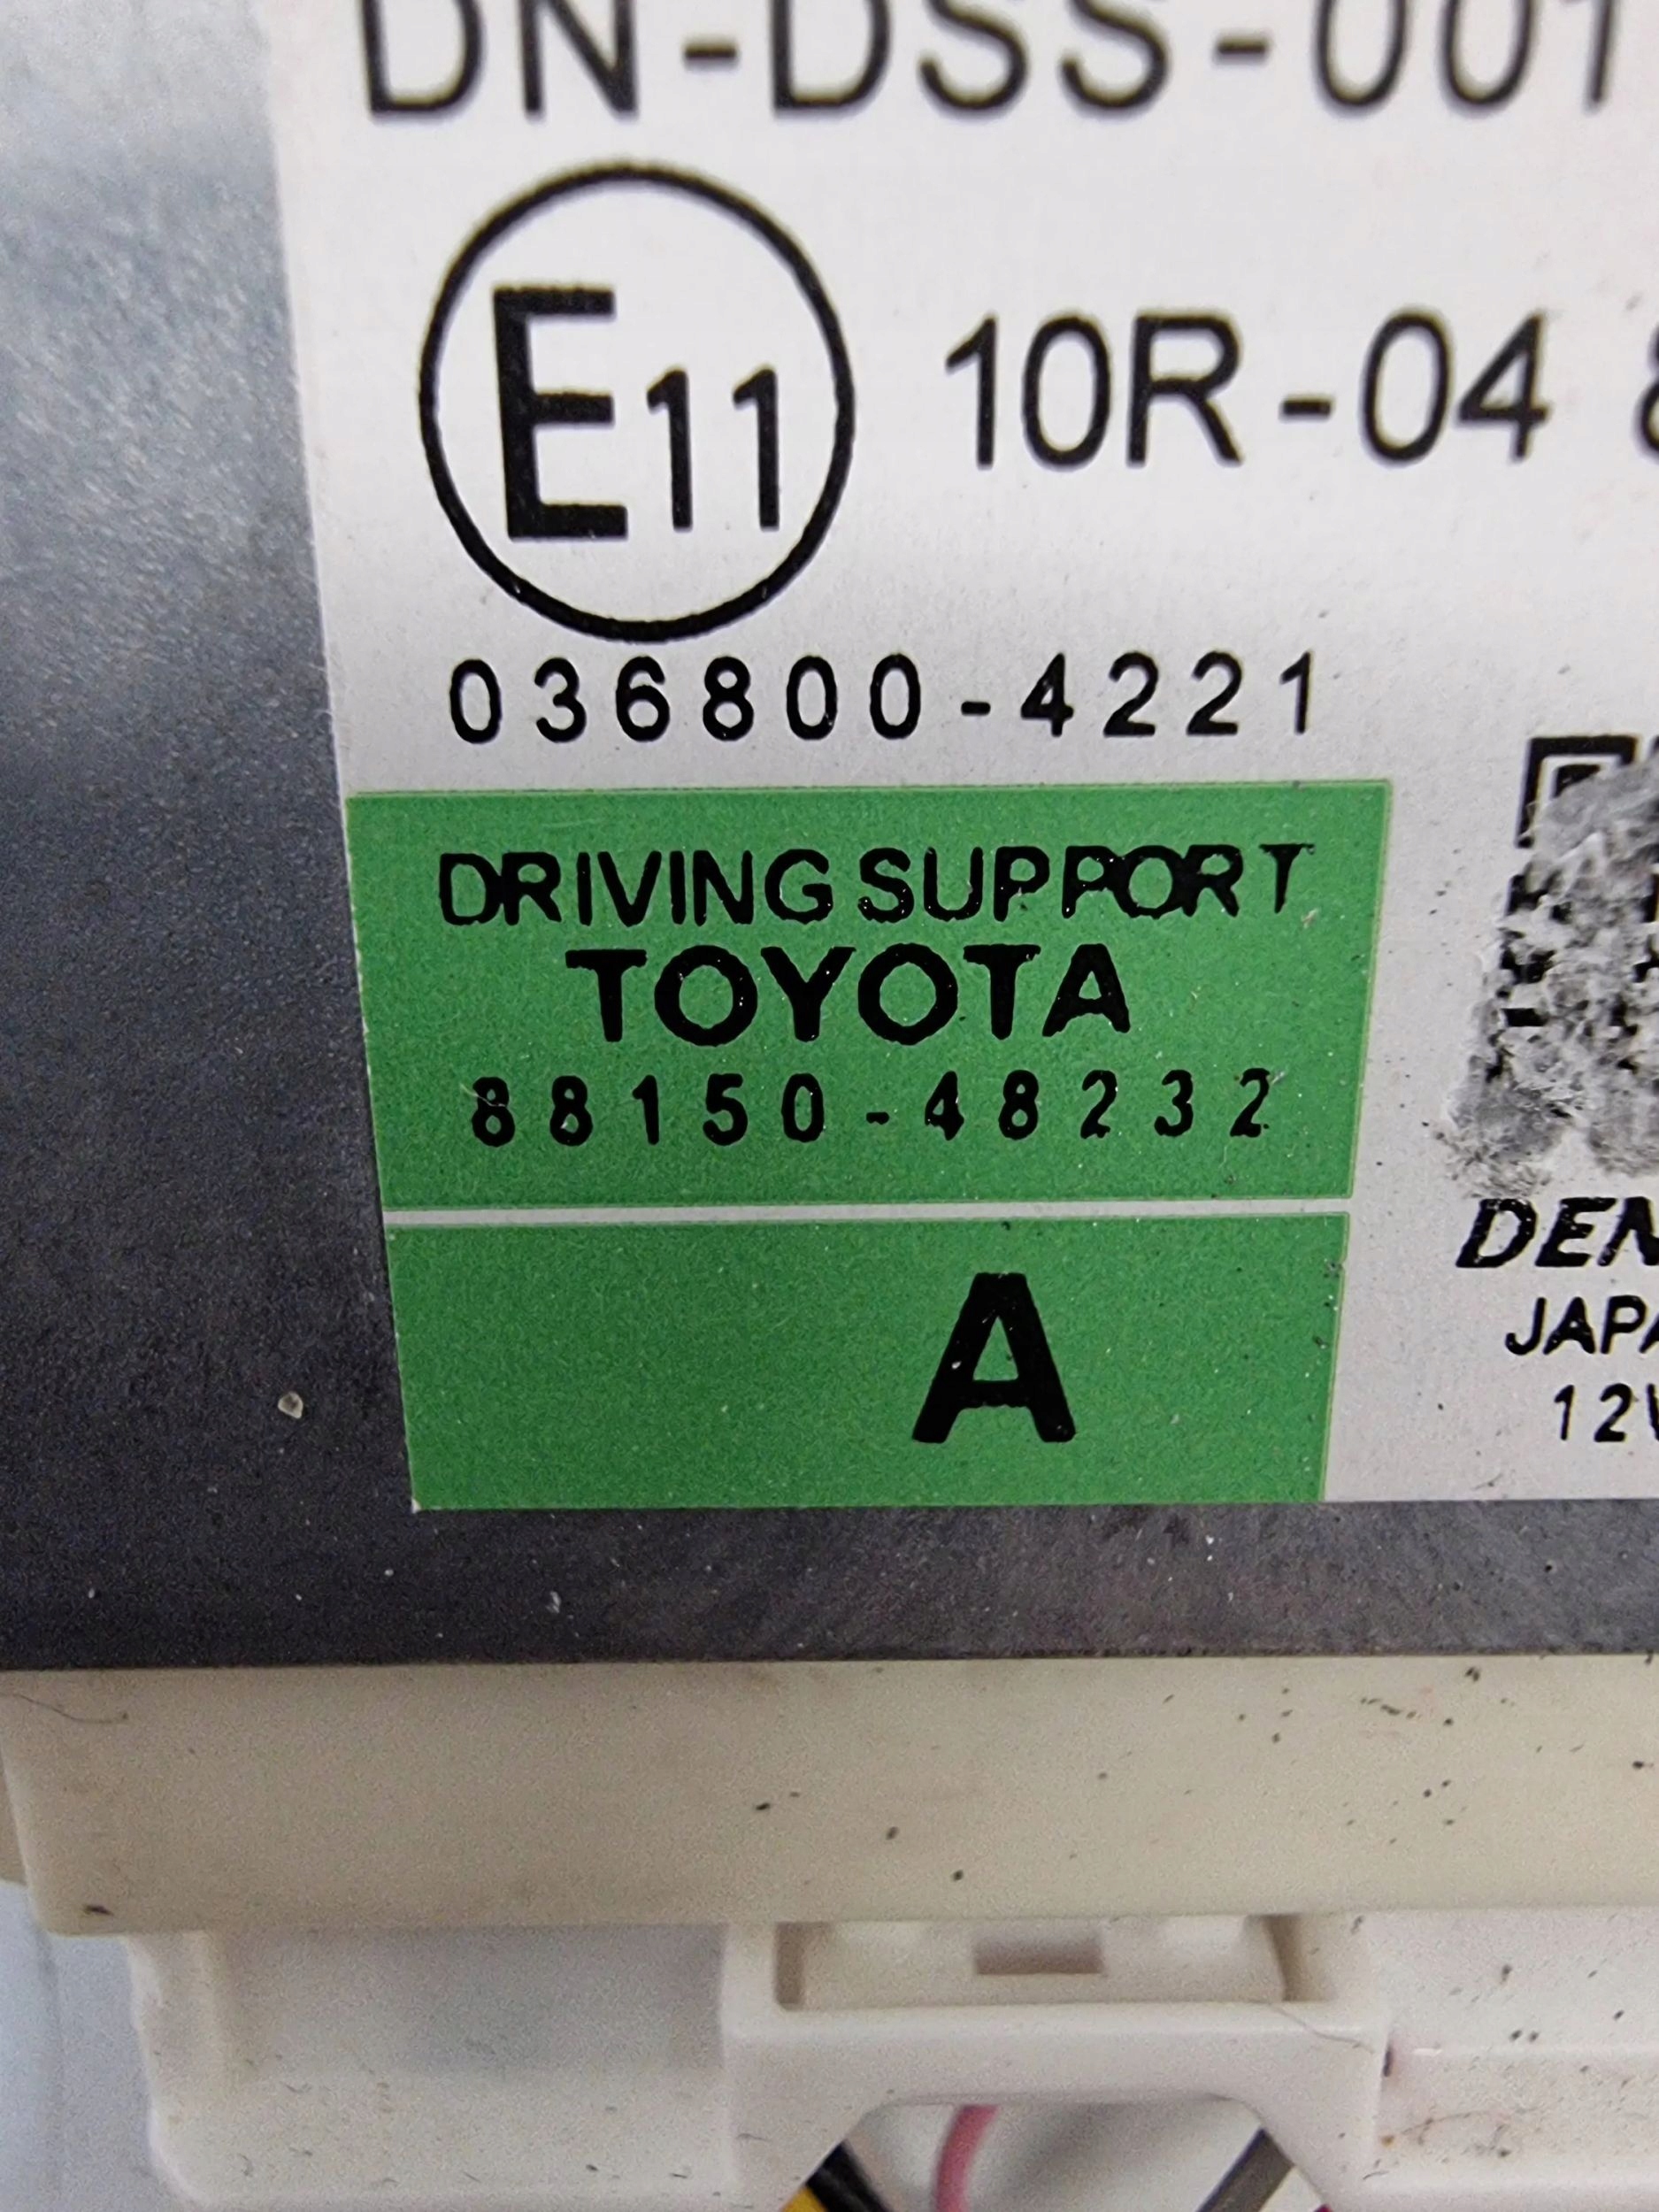 DN-DSS-001
E11 10R-04
036800-4221
DRIVING SUPPORT
TOYOTA
88150-48232
A
DEN
JAPA
12V